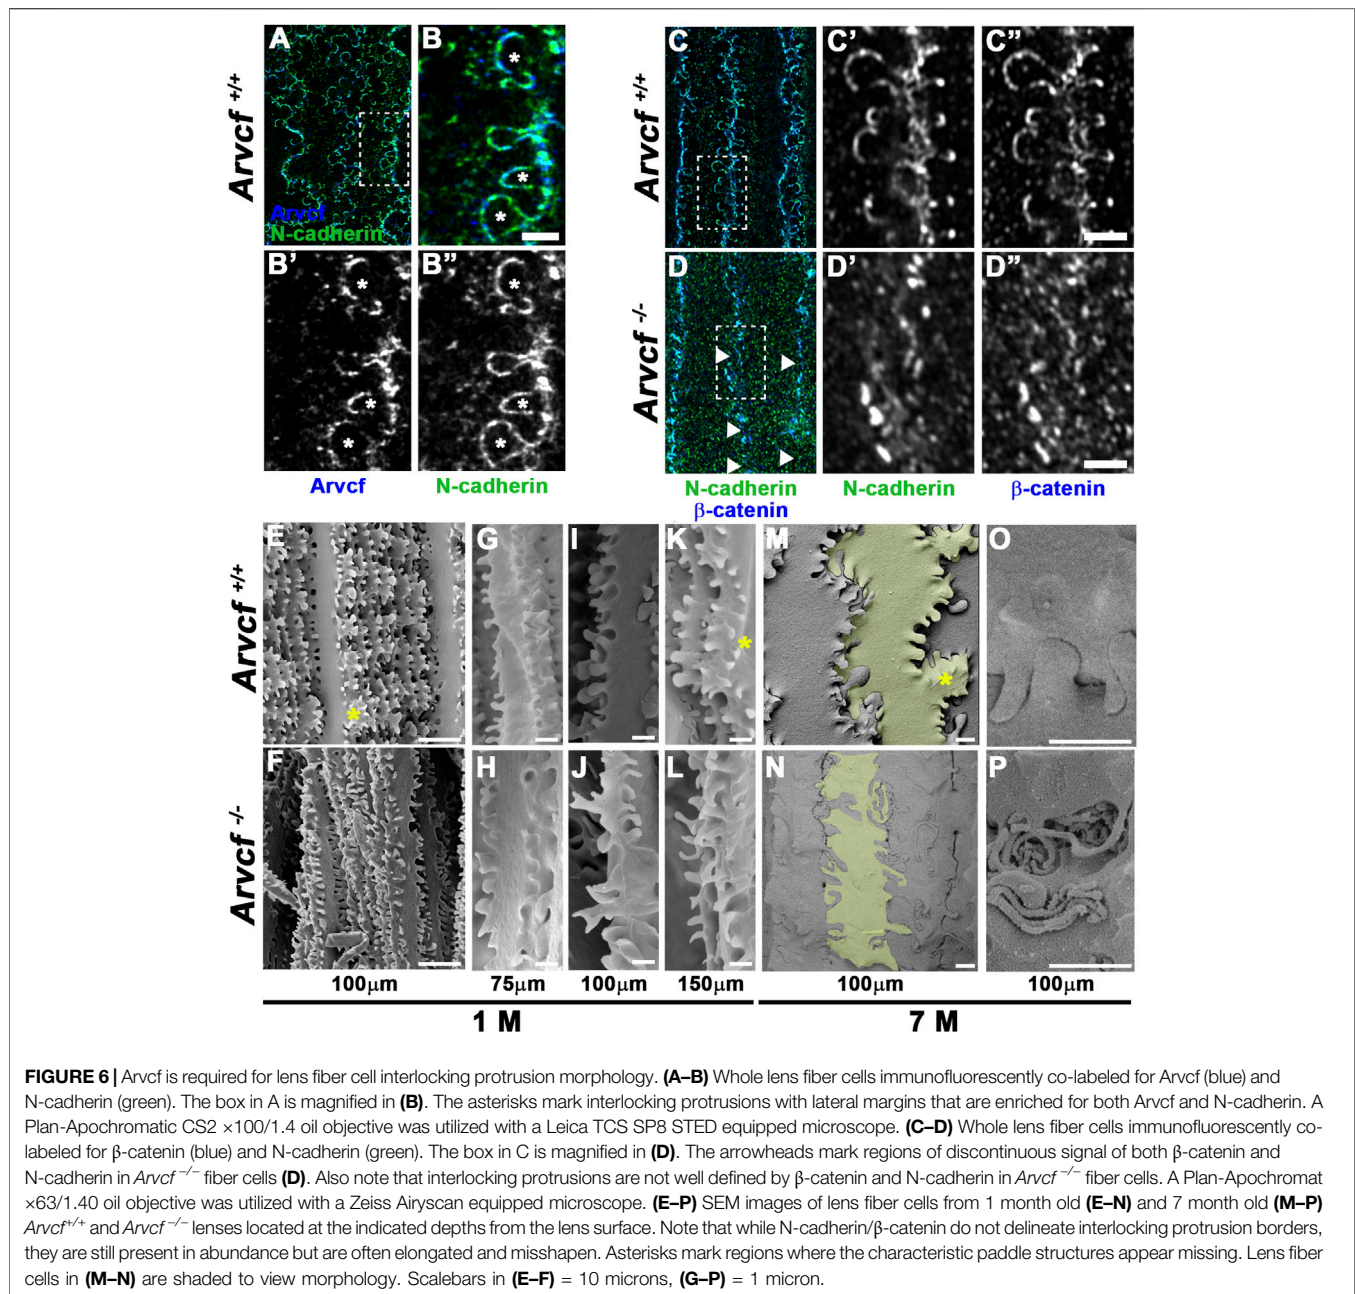 A
B
C
C'
C"
Arvcf +/+
Arvcf +/+
Arvcf
N-cadherin
B'
B"
D
D'
D"
Arvcf -/-
Arvcf
N-cadherin
N-cadherin
β-catenin
N-cadherin
β-catenin
E
G
I
K
M
O
Arvcf +/+
F
H
J
L
N
P
Arvcf -/-
100μm
75μm
100μm
150μm
100μm
100μm
1 M
7 M
FIGURE 6 | Arvcf is required for lens fiber cell interlocking protrusion morphology. (A–B) Whole lens fiber cells immunofluorescently co-labeled for Arvcf (blue) and
N-cadherin (green). The box in A is magnified in (B). The asterisks mark interlocking protrusions with lateral margins that are enriched for both Arvcf and N-cadherin. A
Plan-Apochromatic CS2 ×100/1.4 oil objective was utilized with a Leica TCS SP8 STED equipped microscope. (C–D) Whole lens fiber cells immunofluorescently co-
labeled for β-catenin (blue) and N-cadherin (green). The box in C is magnified in (D). The arrowheads mark regions of discontinuous signal of both β-catenin and
N-cadherin in Arvcf −/− fiber cells (D). Also note that interlocking protrusions are not well defined by β-catenin and N-cadherin in Arvcf −/− fiber cells. A Plan-Apochromat
×63/1.40 oil objective was utilized with a Zeiss Airyscan equipped microscope. (E–P) SEM images of lens fiber cells from 1 month old (E–N) and 7 month old (M–P)
Arvcf+/+ and Arvcf −/− lenses located at the indicated depths from the lens surface. Note that while N-cadherin/β-catenin do not delineate interlocking protrusion borders,
they are still present in abundance but are often elongated and misshapen. Asterisks mark regions where the characteristic paddle structures appear missing. Lens fiber
cells in (M–N) are shaded to view morphology. Scalebars in (E–F) = 10 microns, (G–P) = 1 micron.